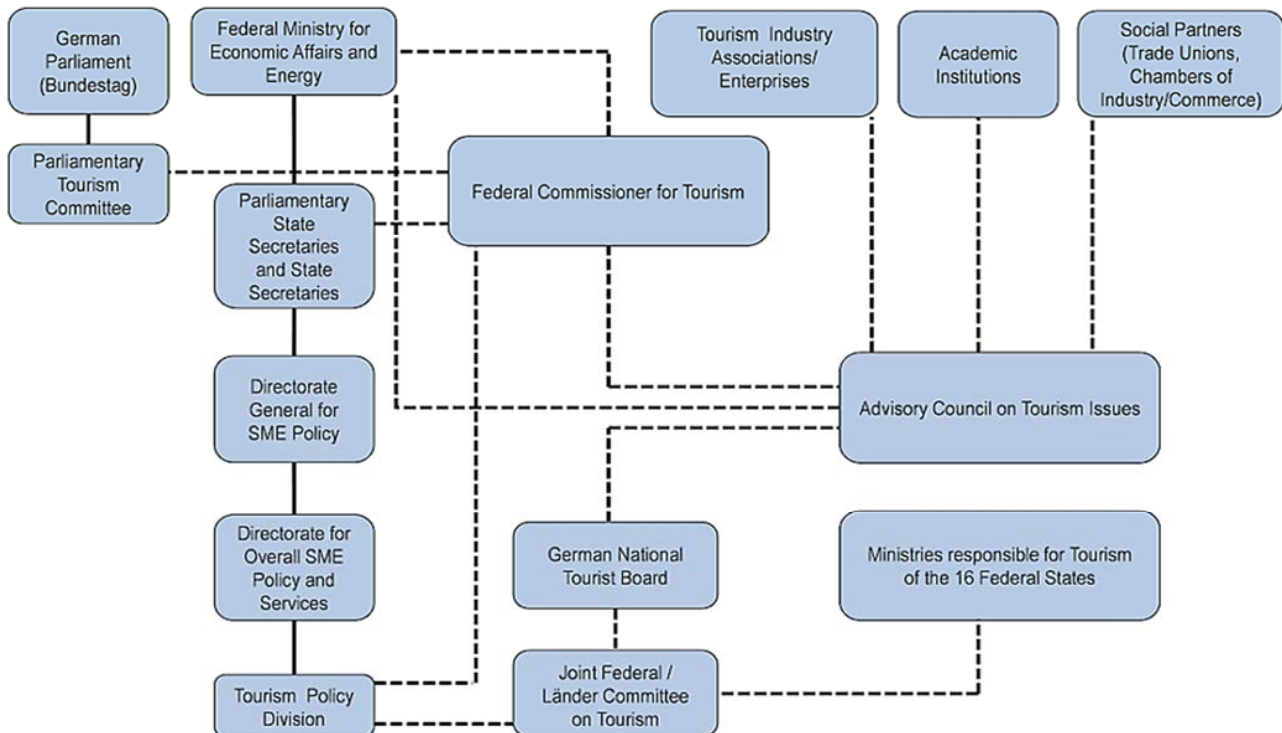 German
Parliament
(Bundestag)
Federal Ministry for
Economic Affairs and
Energy
Tourism Industry
Associations/
Enterprises
Academic
Institutions
Social Partners
(Trade Unions,
Chambers of
Industry/Commerce)
Parliamentary
Tourism
Committee
Parliamentary
State
Secretaries
and State
Secretaries
Federal Commissioner for Tourism
Directorate
General for
SME Policy
Advisory Council on Tourism Issues
Directorate for
Overall SME
Policy and
Services
German National
Tourist Board
Ministries responsible for Tourism
of the 16 Federal States
Tourism Policy
Division
Joint Federal /
Länder Committee
on Tourism